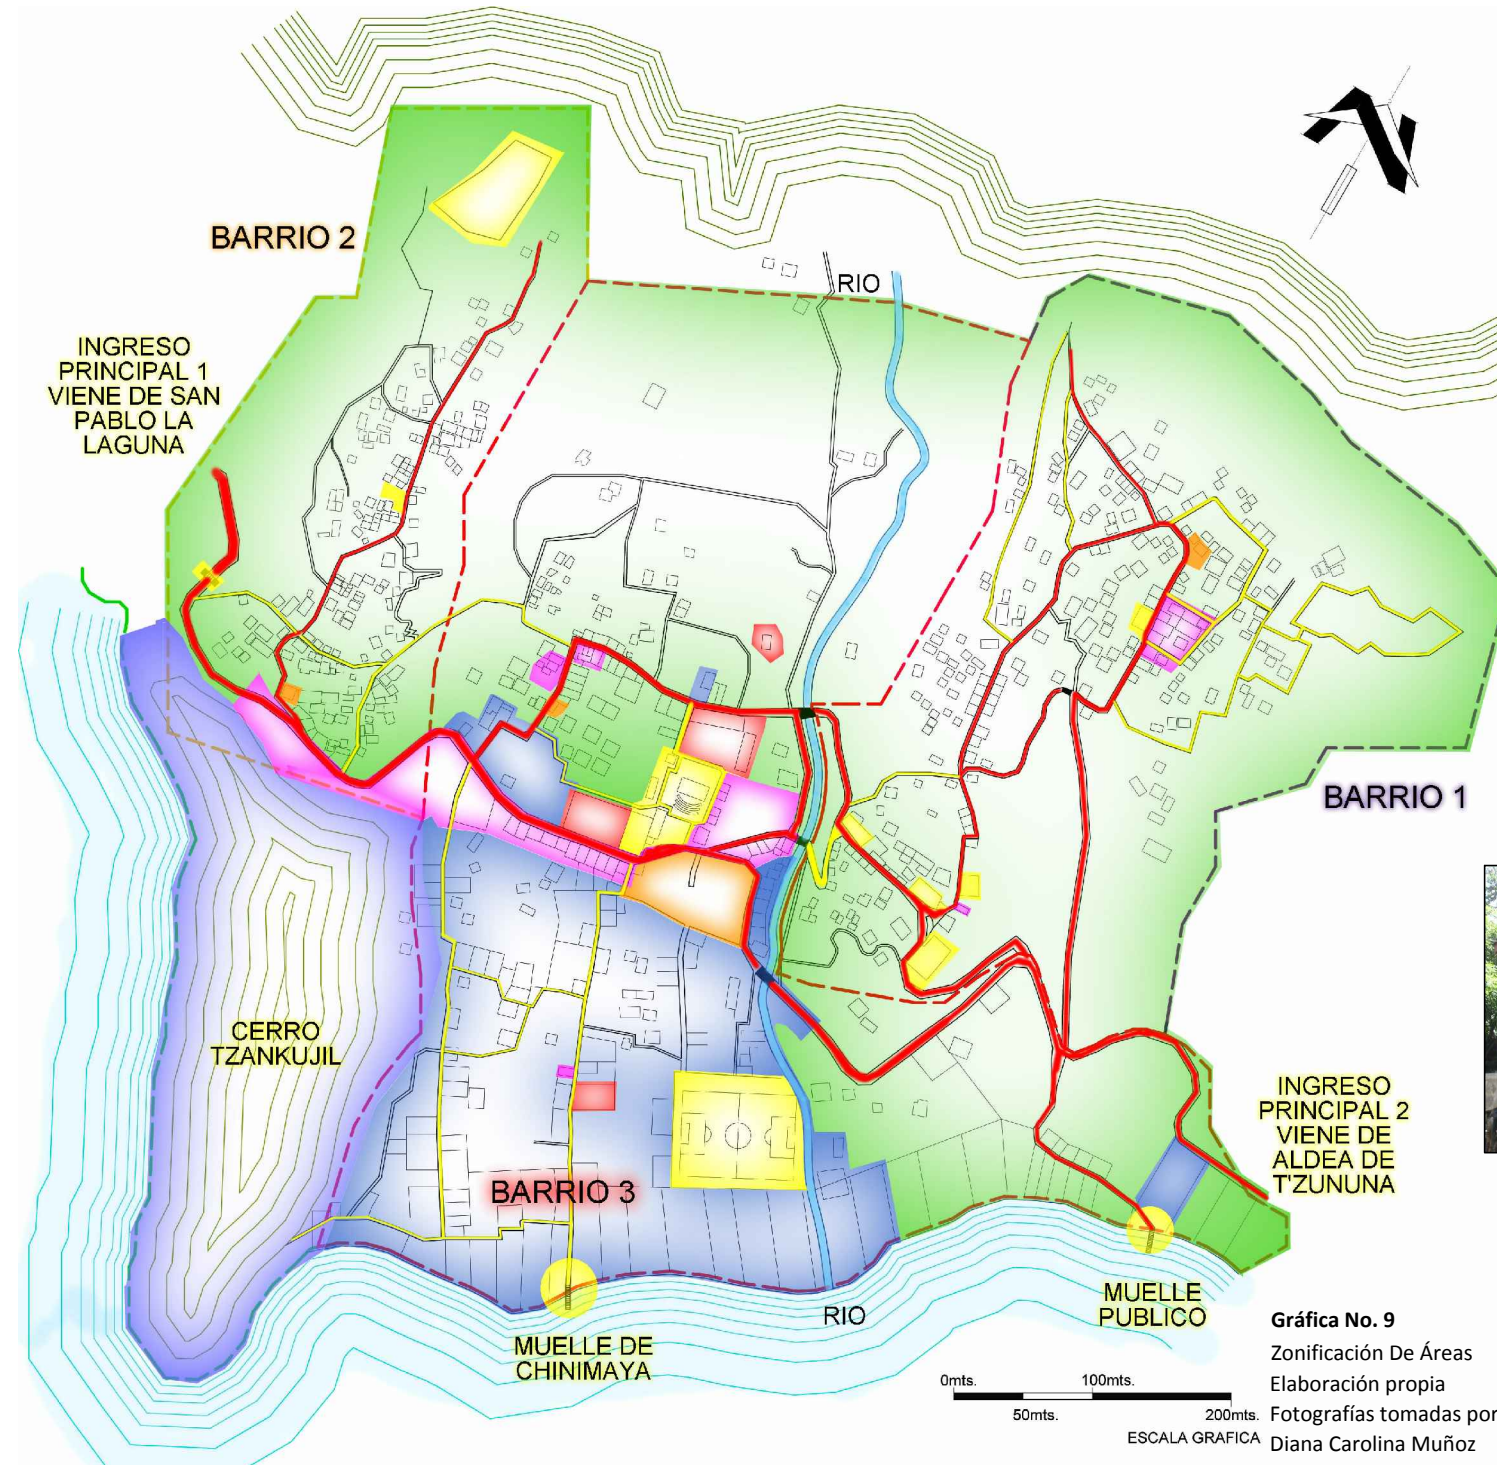 BARRIO 2
RIO
INGRESO
PRINCIPAL 1
VIENE DE SAN
PABLO LA
LAGUNA
BARRIO 1
CERRO
TZANKUJIL
INGRESO
PRINCIPAL 2
VIENE DE
ALDEA DE
T'ZUNUNA
BARRIO 3
MUELLE
PUBLICO
RIO
MUELLE DE
CHINIMAYA
0mts.
100mts.
50mts.
200mts.
ESCALA GRAFICA
Gráfica No. 9
Zonificación De Áreas
Elaboración propia
Fotografías tomadas por
Diana Carolina Muñoz